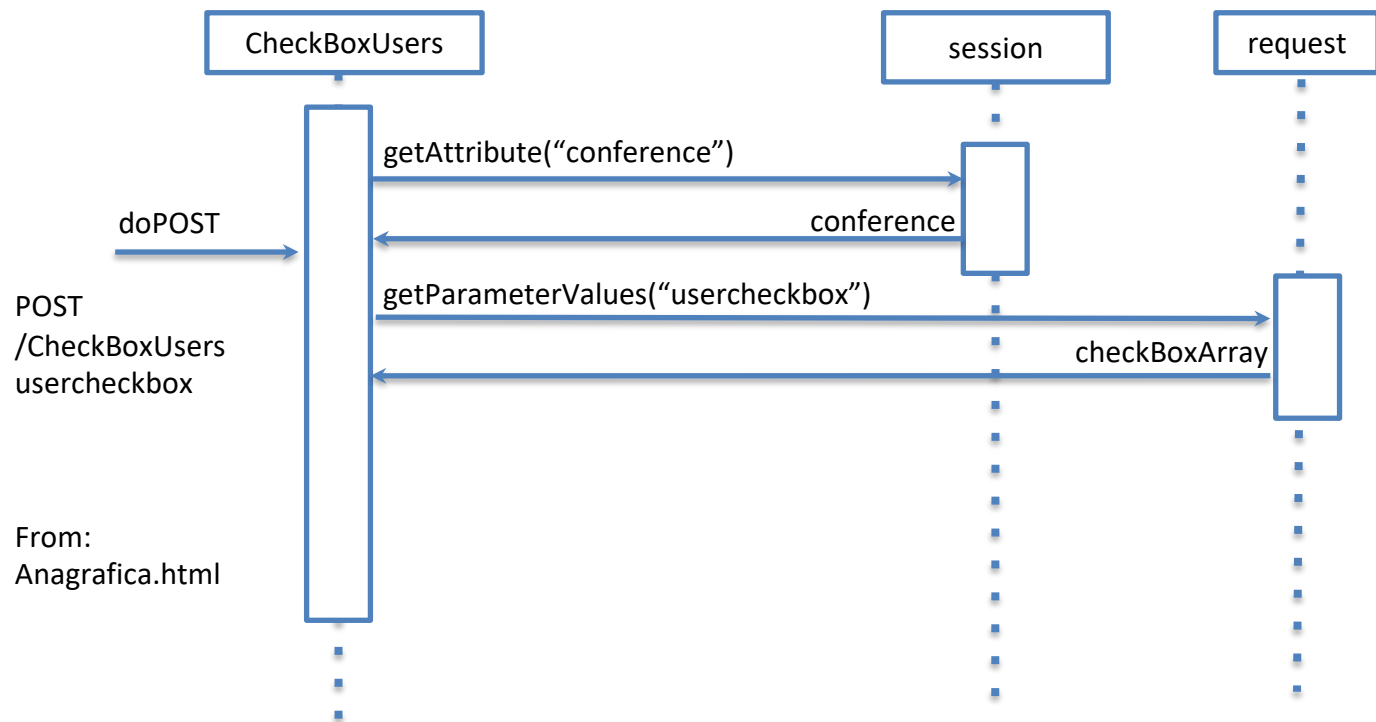 CheckBoxUsers
session
request
getAttribute(“conference”)
doPOST
conference
POST
/CheckBoxUsers
usercheckbox
getParameterValues(“usercheckbox”)
checkBoxArray
From:
Anagrafica.html